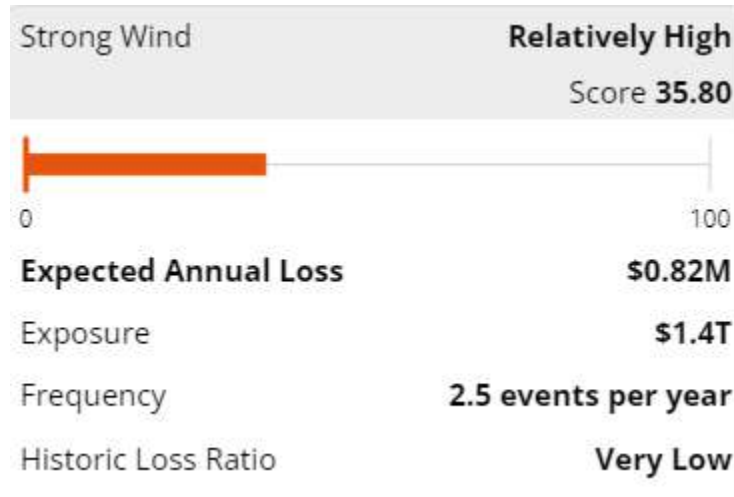 Strong Wind Relatively High
Score 35.80
0 100
Expected Annual Loss $0.82M
Exposure $1.4T
Frequency 2.5 events per year
Historic Loss Ratio Very Low